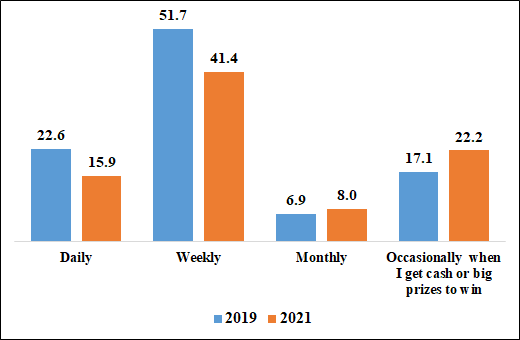 51.7
41.4
22.6
22.2
17.1
15.9
8.0
6.9
Daily
Weekly
Monthly
Occasionally when
I get cash or big
prizes to win
2019
2021